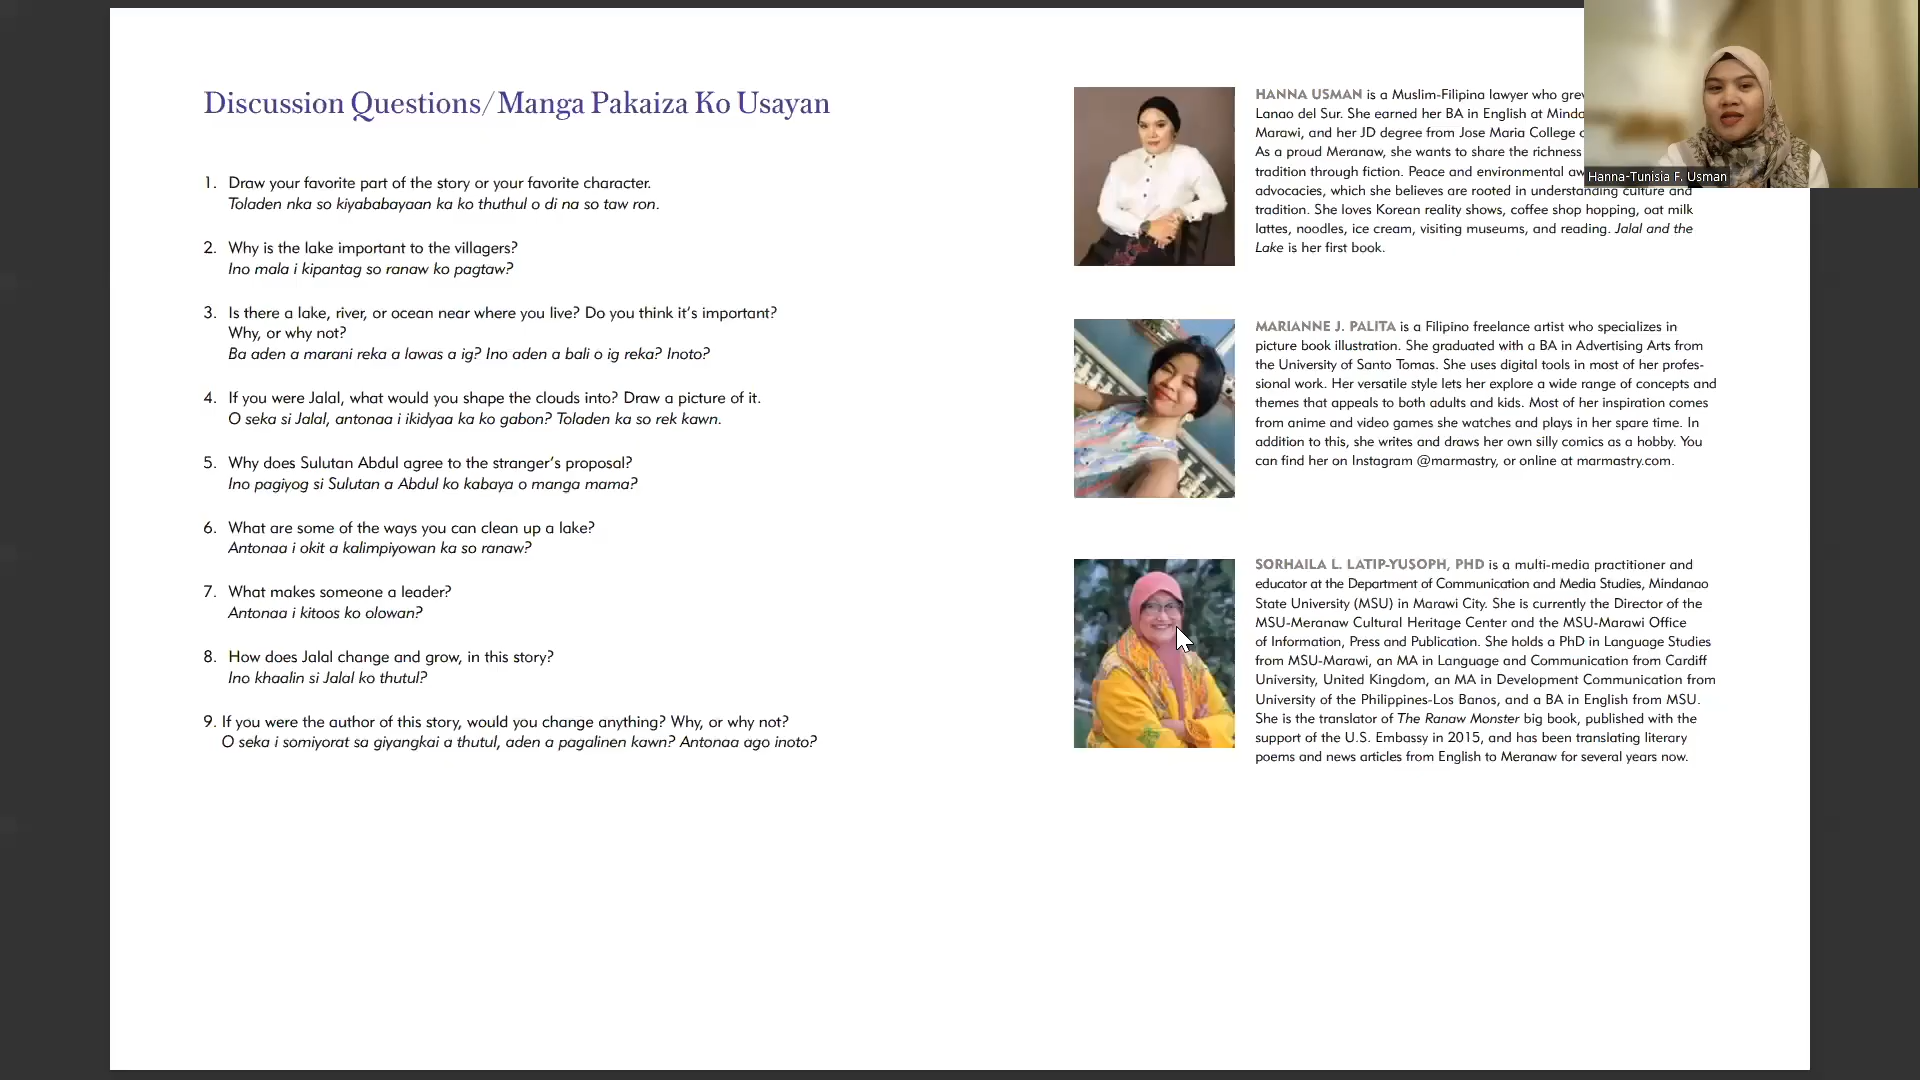 Discussion Questions/Manga Pakaiza Ko Usayan
1. Draw your favorite part of the story or your favorite character.
Toladen nka so kiyababayaan ka ko thuthul o di na so taw ron.
2. Why is the lake important to the villagers?
Ino mala i kipantag so ranaw ko pagtaw?
3. Is there a lake, river, or ocean near where you live? Do you think it's important?
Why, or why not?
Ba aden a marani reka a lawas a ig? Ino aden a bali o ig reka? Inoto?
4. If you were Jalal, what would you shape the clouds into? Draw a picture of it.
O seka si Jalal, antonaa i ikidyaa ka ko gabon? Toladen ka so rek kawn.
5. Why does Sulutan Abdul agree to the stranger's proposal?
Ino pagiyog si Sulutan a Abdul ko kabaya o manga mama?
6. What are some of the ways you can clean up a lake?
Antonaa i okit a kalimpiyowan ka so ranaw?
7. What makes someone a leader?
Antonaa i kitoos ko olowan?
8. How does Jalal change and grow, in this story?
Ino khaalin si Jalal ko thutul?
9. If you were the author of this story, would you change anything? Why, or why not?
O seka i somiyorat sa giyangkai a thutul, aden a pagalinen kawn? Antonaa ago inoto?
HANNA USMAN is a Muslim-Filipina lawyer who
Lanao del Sur. She earned her BA in English at
Marawi, and her JD degree from Jose Maria College
As a proud Meranaw, she wants to share the richness
tradition through fiction. Peace and environmental
advocacies, which she believes are rooted in understanding culture and
tradition. She loves Korean reality shows, coffee shop hopping, oat milk
lattes, noodles, ice cream, visiting museums, and reading. Jalal and the
Lake is her first book.
MARIANNE J. PALITA is a Filipino freelance artist who specializes in
picture book illustration. She graduated with a BA in Advertising Arts from
the University of Santo Tomas. She uses digital tools in most of her profes-
sional work. Her versatile style lets her explore a wide range of concepts and
themes that appeals to both adults and kids. Most of her inspiration comes
from anime and video games she watches and plays in her spare time. In
addition to this, she writes and draws her own silly comics as a hobby. You
can find her on Instagram @marmastry, or online at marmastry.com.
SORHAILA L. LATIP-YUSOPH, PHD is a multi-media practitioner and
educator at the Department of Communication and Media Studies, Mindanao
State University (MSU) in Marawi City. She is currently the Director of the
MSU-Meranaw Cultural Heritage Center and the MSU-Marawi Office
of Information, Press and Publication. She holds a PhD in Language Studies
from MSU-Marawi, an MA in Language and Communication from Cardiff
University, United Kingdom, an MA in Development Communication from
University of the Philippines-Los Banos, and a BA in English from MSU.
She is the translator of The Ranaw Monster big book, published with the
support of the U.S. Embassy in 2015, and has been translating literary
poems and news articles from English to Meranaw for several years now.
Hanna-Tunisia F. Usman